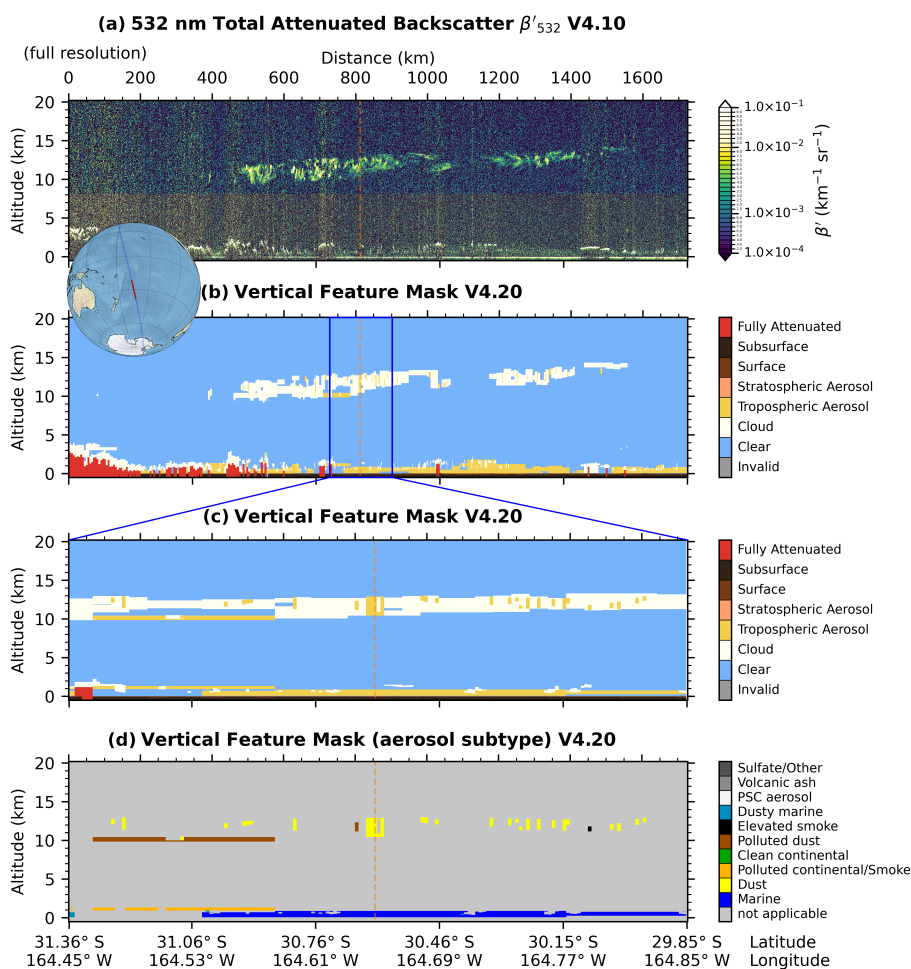 (a) 532 nm Total Attenuated Backscatter β′532 V4.10
(full resolution)
Distance (km)
0 200 400 600 800 1000 1200 1400 1600
20
15
10
5
0
Altitude (km)
1.0×10−1
1.0×10−2
1.0×10−3
1.0×10−4
β′ (km−1 sr−1)
(b) Vertical Feature Mask V4.20
20
15
10
5
0
Altitude (km)
Fully Attenuated
Subsurface
Surface
Stratospheric Aerosol
Tropospheric Aerosol
Cloud
Clear
Invalid
(c) Vertical Feature Mask V4.20
20
15
10
5
0
Altitude (km)
Fully Attenuated
Subsurface
Surface
Stratospheric Aerosol
Tropospheric Aerosol
Cloud
Clear
Invalid
(d) Vertical Feature Mask (aerosol subtype) V4.20
20
15
10
5
0
Altitude (km)
Sulfate/Other
Volcanic ash
PSC aerosol
Dusty marine
Elevated smoke
Polluted dust
Clean continental
Polluted continental/Smoke
Dust
Marine
not applicable
31.36° S 31.06° S 30.76° S 30.46° S 30.15° S 29.85° S Latitude
164.45° W 164.53° W 164.61° W 164.69° W 164.77° W 164.85° W Longitude